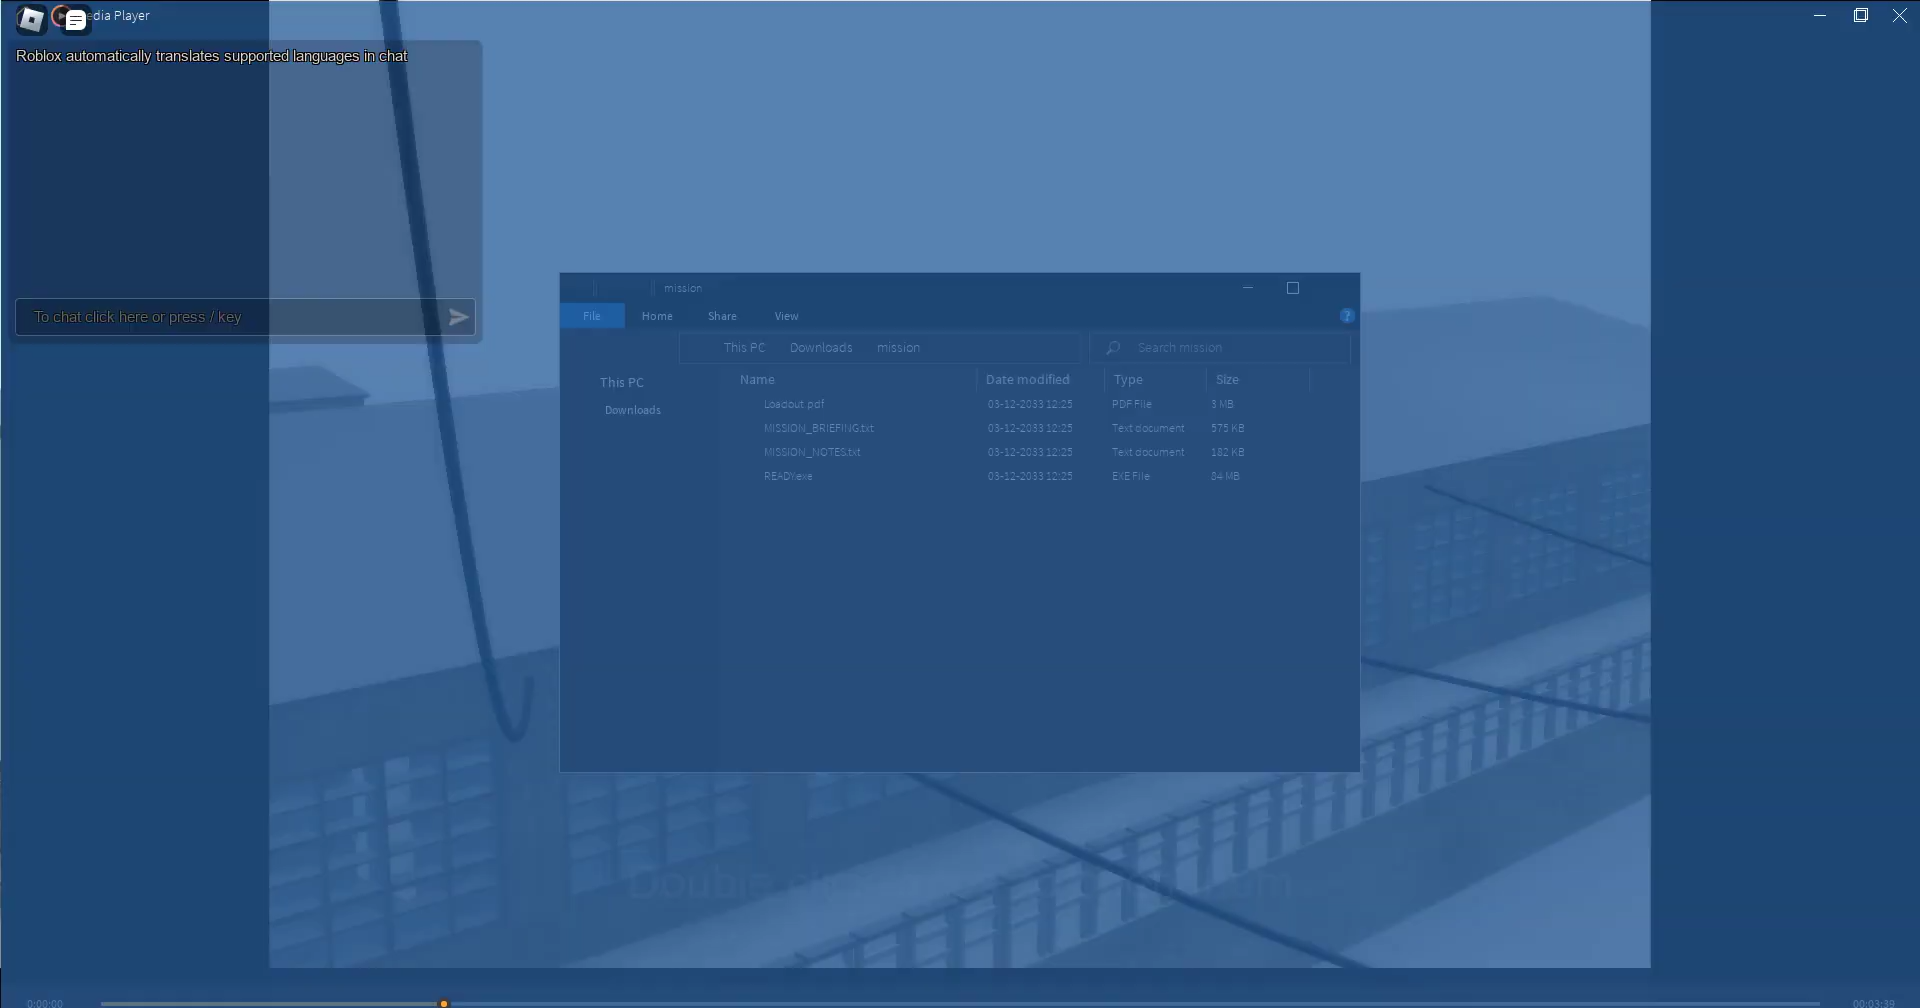 edia Player
Roblox automatically translates supported languages in chat
To chat click here or press / key
mission
File Home Share View ?
This PC Downloads mission Search mission
This PC
Downloads
Name Date modified Type Size
Loadout.pdf 03-12-2033 12:25 PDF File 3 MB
MISSION_BRIEFING.txt 03-12-2033 12:25 Text document 575 KB
MISSION_NOTES.txt 03-12-2033 12:25 Text document 182 KB
READY.exe 03-12-2033 12:25 EXE File 84 MB
Double
0:00:00 00:03:39